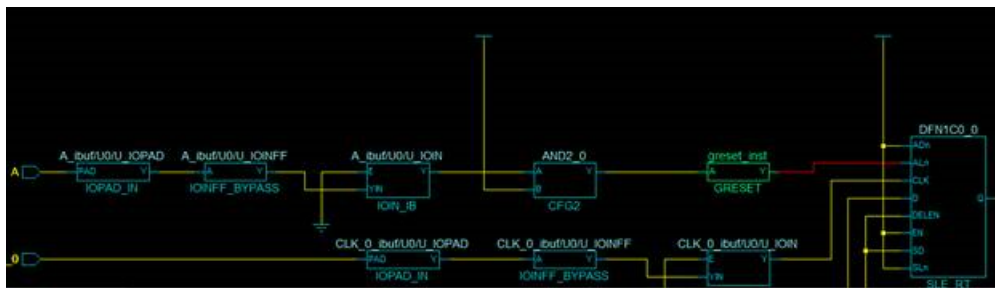 DFN1C0_0
A_ibuf/U0/U_IOPAD A_ibuf/U0/U_IOINFF A_ibuf/U0/U_IOIN AND2_0 greset_inst
A PAD Y A Y E Y A Y A Y
YIN B
IOPAD_IN IOINFF_BYPASS IOIN_IB CFG2 GRESET
ADn
ALn
CLK
D Q
DELEN
EN
SD
SLn
SLE_RT
CLK_0_ibuf/U0/U_IOPAD CLK_0_ibuf/U0/U_IOINFF CLK_0_ibuf/U0/U_IOIN
_0 PAD Y A Y E Y
YIN
IOPAD_IN IOINFF_BYPASS